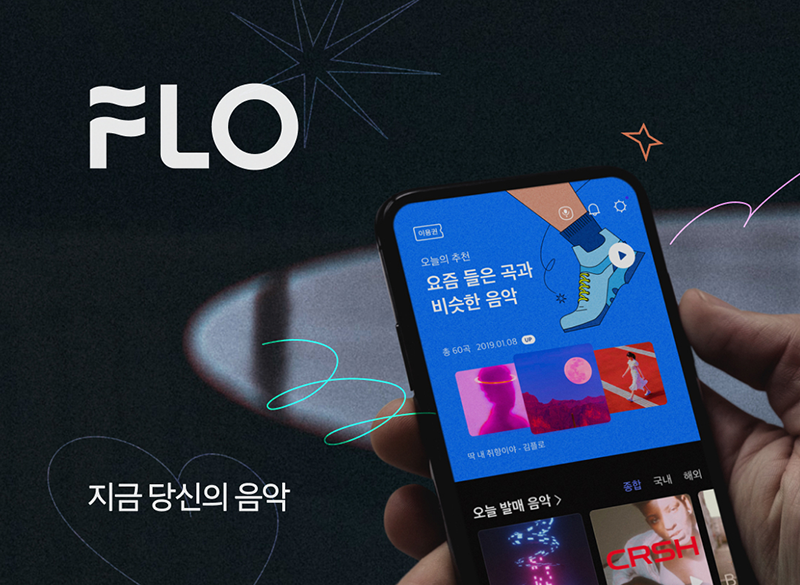 FLO
이용권
오늘의 추천
요즘 들은 곡과
비슷한 음악
총 60곡 2019.01.08 UP
딱 내 취향이야 - 김플로
오늘 발매 음악 >
종합 국내 해외
CRSH
지금 당신의 음악